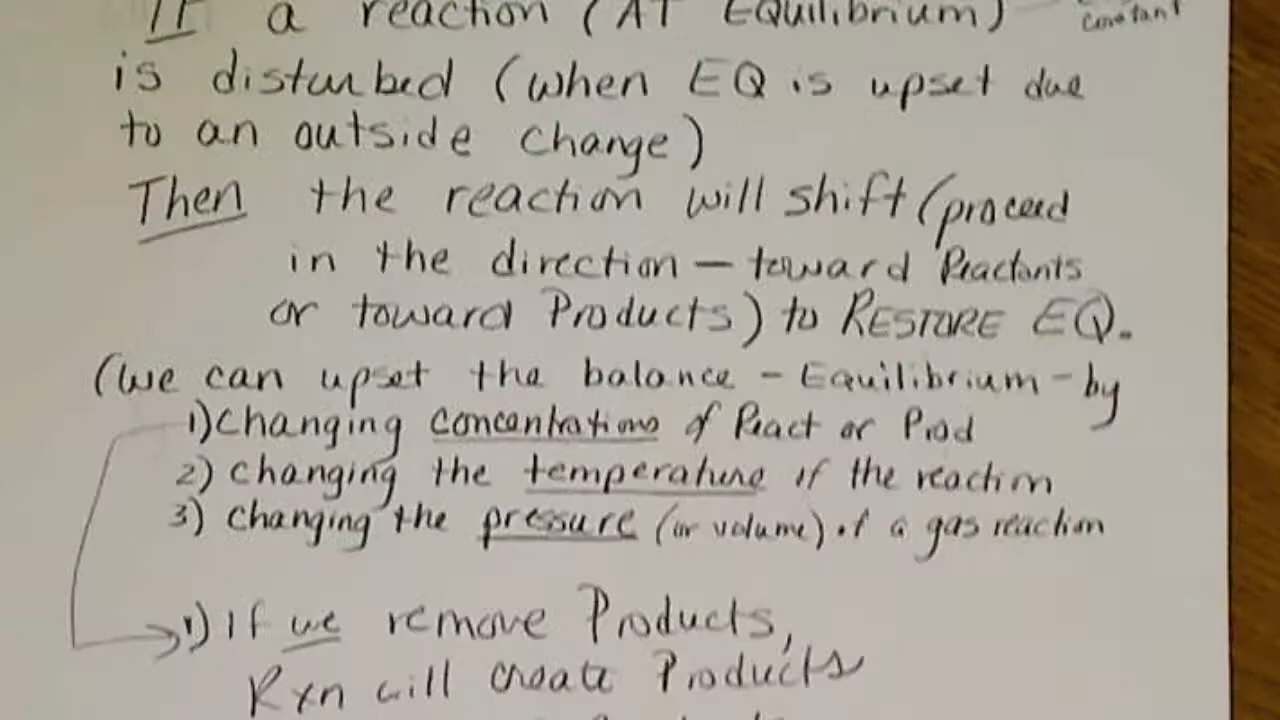 If a reaction (AT EQuilibrium)
constant
is disturbed (when EQ is upset due
to an outside change)
Then the reaction will shift (proceed
in the direction — toward Reactants
or toward Products) to RESTORE EQ.
(we can upset the balance - Equilibrium - by
1) changing concentrations of React or Prod
2) changing the temperature of the reaction
3) changing the pressure (or volume) of a gas reaction
1) If we remove Products,
Rxn will create Products